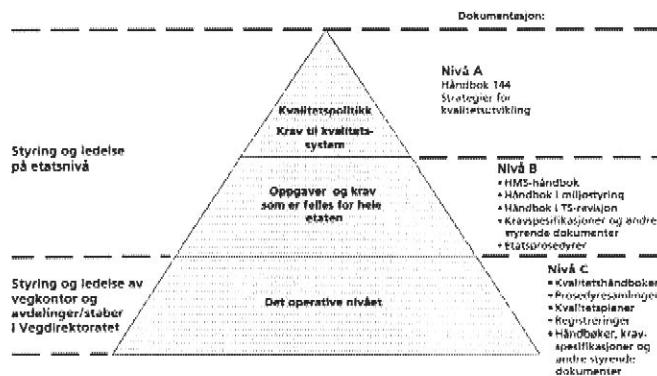 Dokumentasjon:
Nivå A
Håndbok 144
Strategier for
kvalitetsutvikling
Kvalitetspolitikk
Krav til kvalitets-
system
Styring og ledelse
på etatsnivå
Nivå B
• HMS-håndbok
• Håndbok i miljøstyring
• Håndbok i TS-revisjon
• Kravspesifikasjoner og andre
styrende dokumenter
• Etatsprosedyrer
Oppgaver og krav
som er felles for hele
etaten
Styring og ledelse av
vegkontor og
avdelinger/staber
i Vegdirektoratet
Det operative nivået
Nivå C
• Kvalitetshåndbøker
• Prosedyresamlinger
• Kvalitetsplaner
• Registreringer
• Håndbøker, krav-
spesifikasjoner og
andre styrende
dokumenter